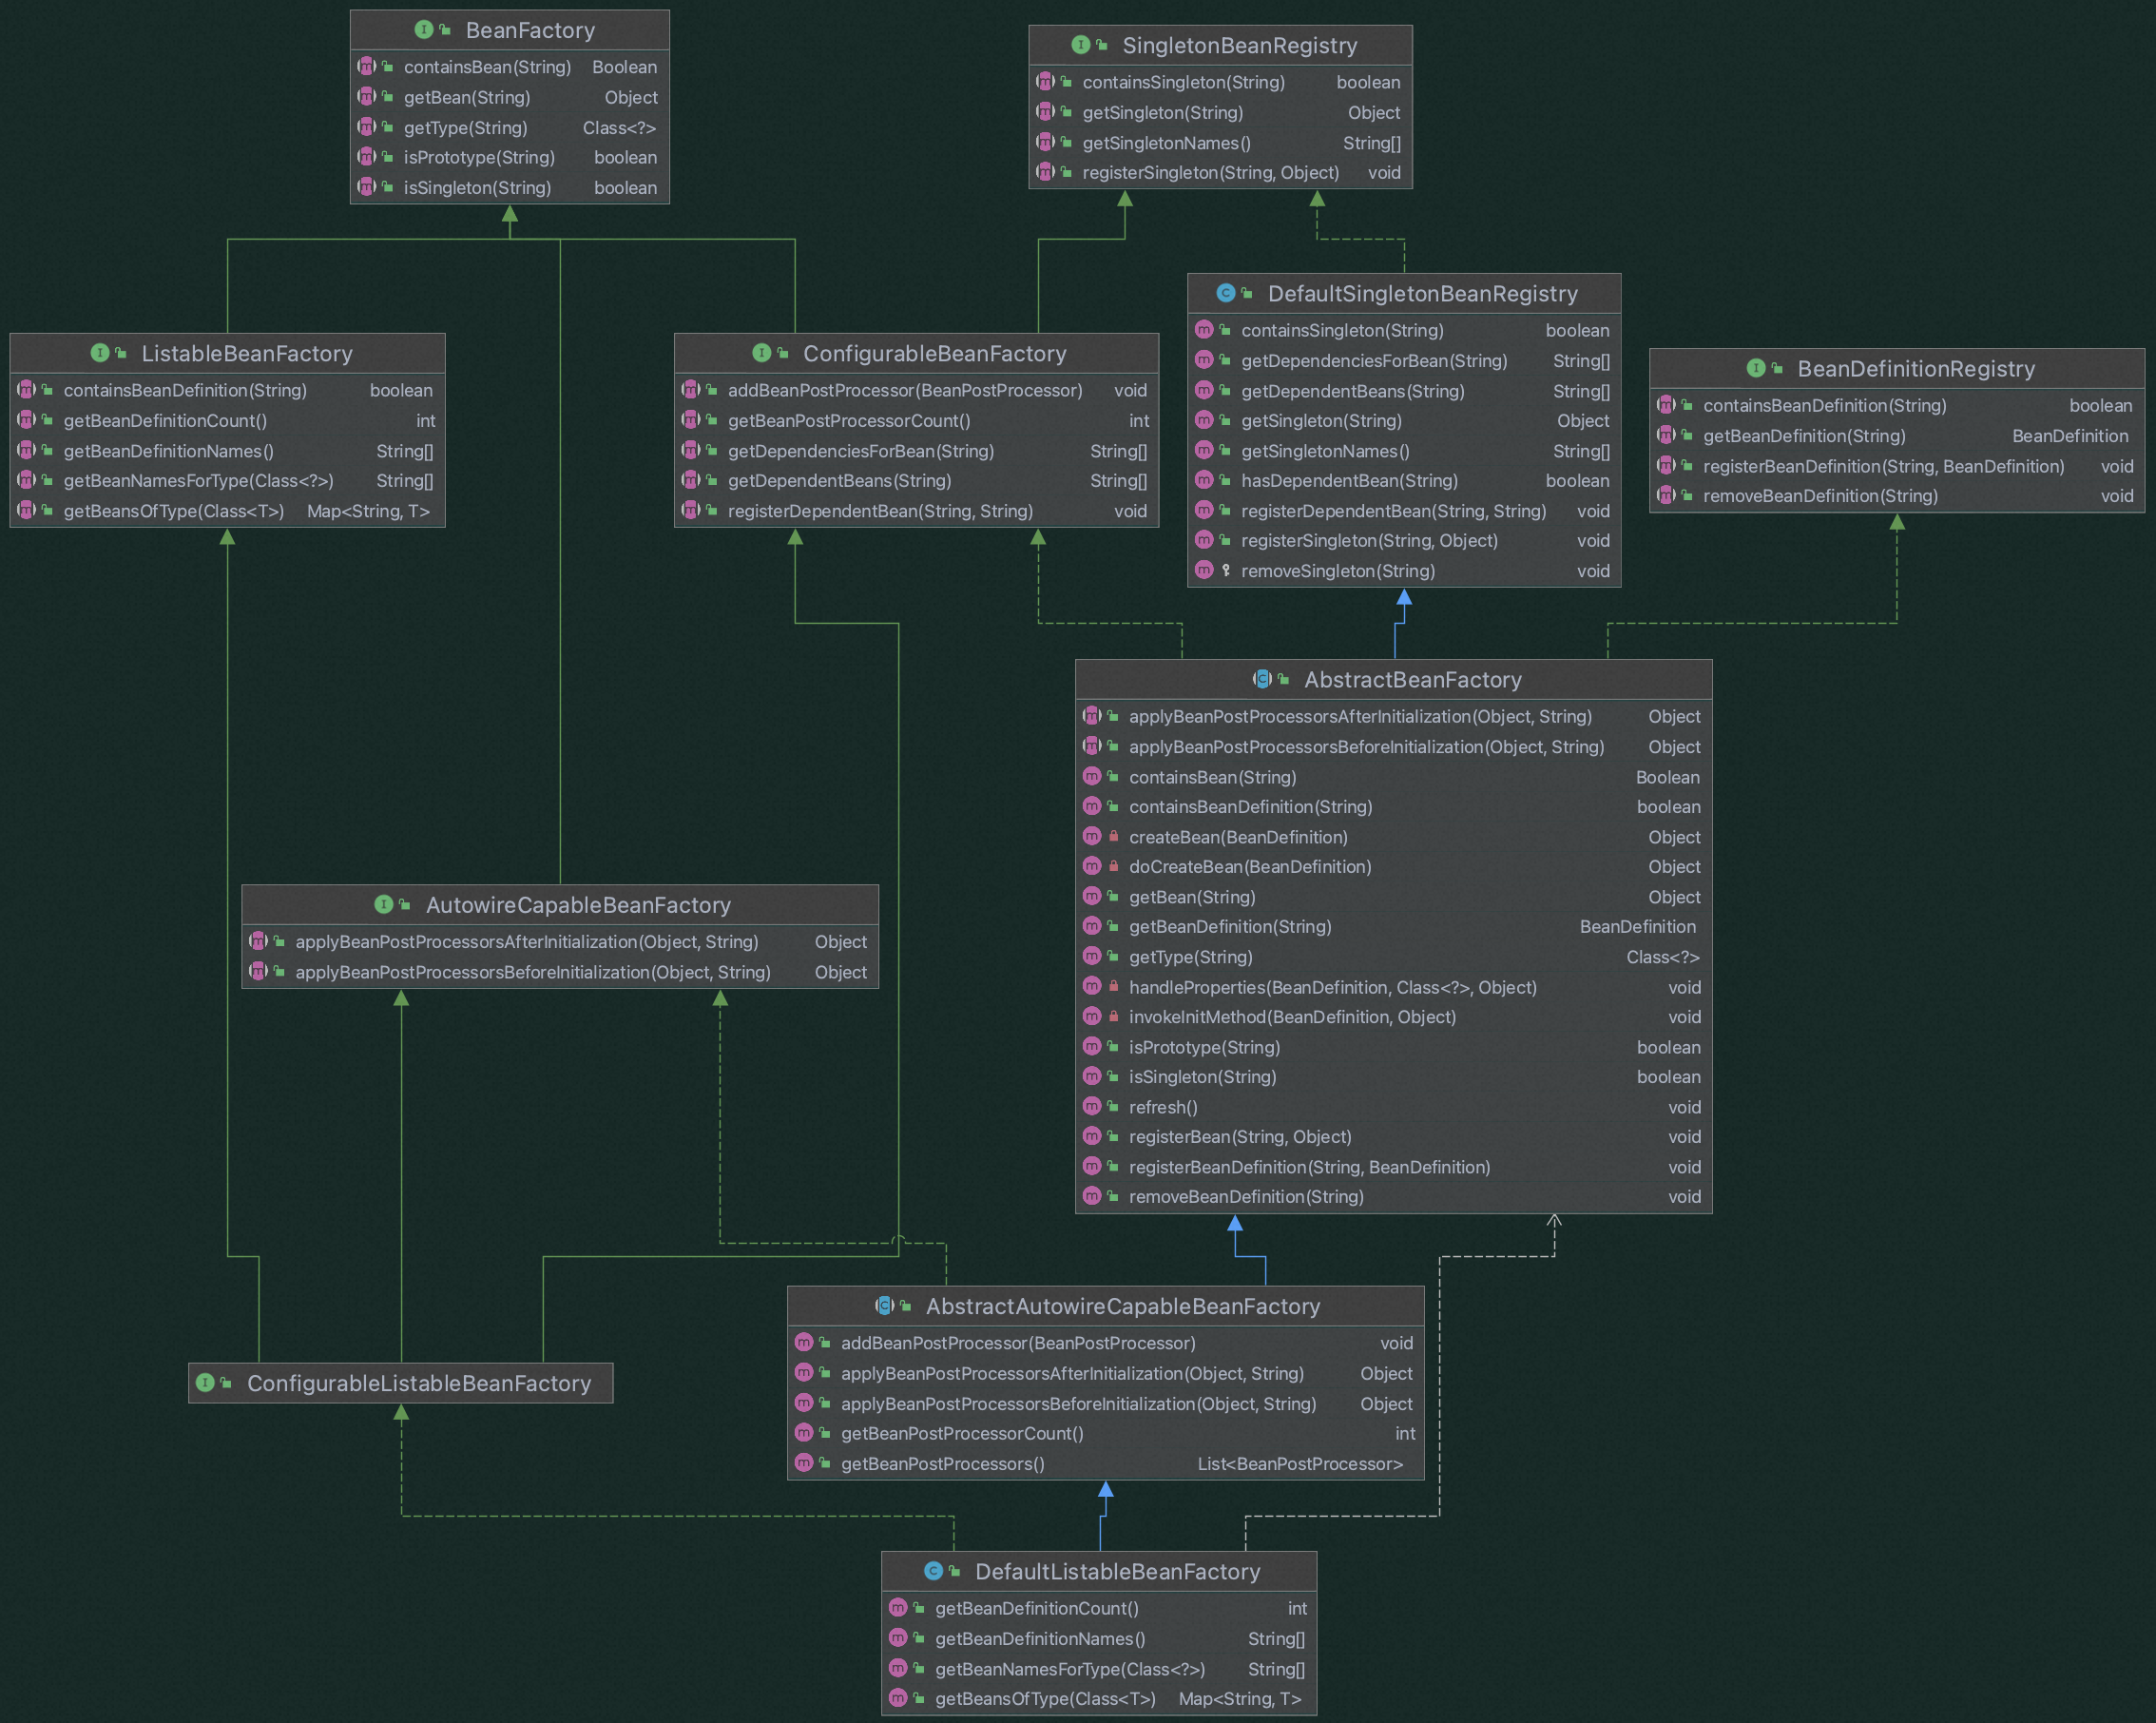 BeanFactory
containsBean(String) Boolean
getBean(String) Object
getType(String) Class<?>
isPrototype(String) boolean
isSingleton(String) boolean
SingletonBeanRegistry
containsSingleton(String) boolean
getSingleton(String) Object
getSingletonNames() String[]
registerSingleton(String, Object) void
DefaultSingletonBeanRegistry
containsSingleton(String) boolean
getDependenciesForBean(String) String[]
getDependentBeans(String) String[]
getSingleton(String) Object
getSingletonNames() String[]
hasDependentBean(String) boolean
registerDependentBean(String, String) void
registerSingleton(String, Object) void
removeSingleton(String) void
ListableBeanFactory
containsBeanDefinition(String) boolean
getBeanDefinitionCount() int
getBeanDefinitionNames() String[]
getBeanNamesForType(Class<?>) String[]
getBeansOfType(Class<T>) Map<String, T>
ConfigurableBeanFactory
addBeanPostProcessor(BeanPostProcessor) void
getBeanPostProcessorCount() int
getDependenciesForBean(String) String[]
getDependentBeans(String) String[]
registerDependentBean(String, String) void
BeanDefinitionRegistry
containsBeanDefinition(String) boolean
getBeanDefinition(String) BeanDefinition
registerBeanDefinition(String, BeanDefinition) void
removeBeanDefinition(String) void
AbstractBeanFactory
applyBeanPostProcessorsAfterInitialization(Object, String) Object
applyBeanPostProcessorsBeforeInitialization(Object, String) Object
containsBean(String) Boolean
containsBeanDefinition(String) boolean
createBean(BeanDefinition) Object
doCreateBean(BeanDefinition) Object
getBean(String) Object
getBeanDefinition(String) BeanDefinition
getType(String) Class<?>
handleProperties(BeanDefinition, Class<?>, Object) void
invokeInitMethod(BeanDefinition, Object) void
isPrototype(String) boolean
isSingleton(String) boolean
refresh() void
registerBean(String, Object) void
registerBeanDefinition(String, BeanDefinition) void
removeBeanDefinition(String) void
AutowireCapableBeanFactory
applyBeanPostProcessorsAfterInitialization(Object, String) Object
applyBeanPostProcessorsBeforeInitialization(Object, String) Object
AbstractAutowireCapableBeanFactory
addBeanPostProcessor(BeanPostProcessor) void
applyBeanPostProcessorsAfterInitialization(Object, String) Object
applyBeanPostProcessorsBeforeInitialization(Object, String) Object
getBeanPostProcessorCount() int
getBeanPostProcessors() List<BeanPostProcessor>
ConfigurableListableBeanFactory
DefaultListableBeanFactory
getBeanDefinitionCount() int
getBeanDefinitionNames() String[]
getBeanNamesForType(Class<?>) String[]
getBeansOfType(Class<T>) Map<String, T>